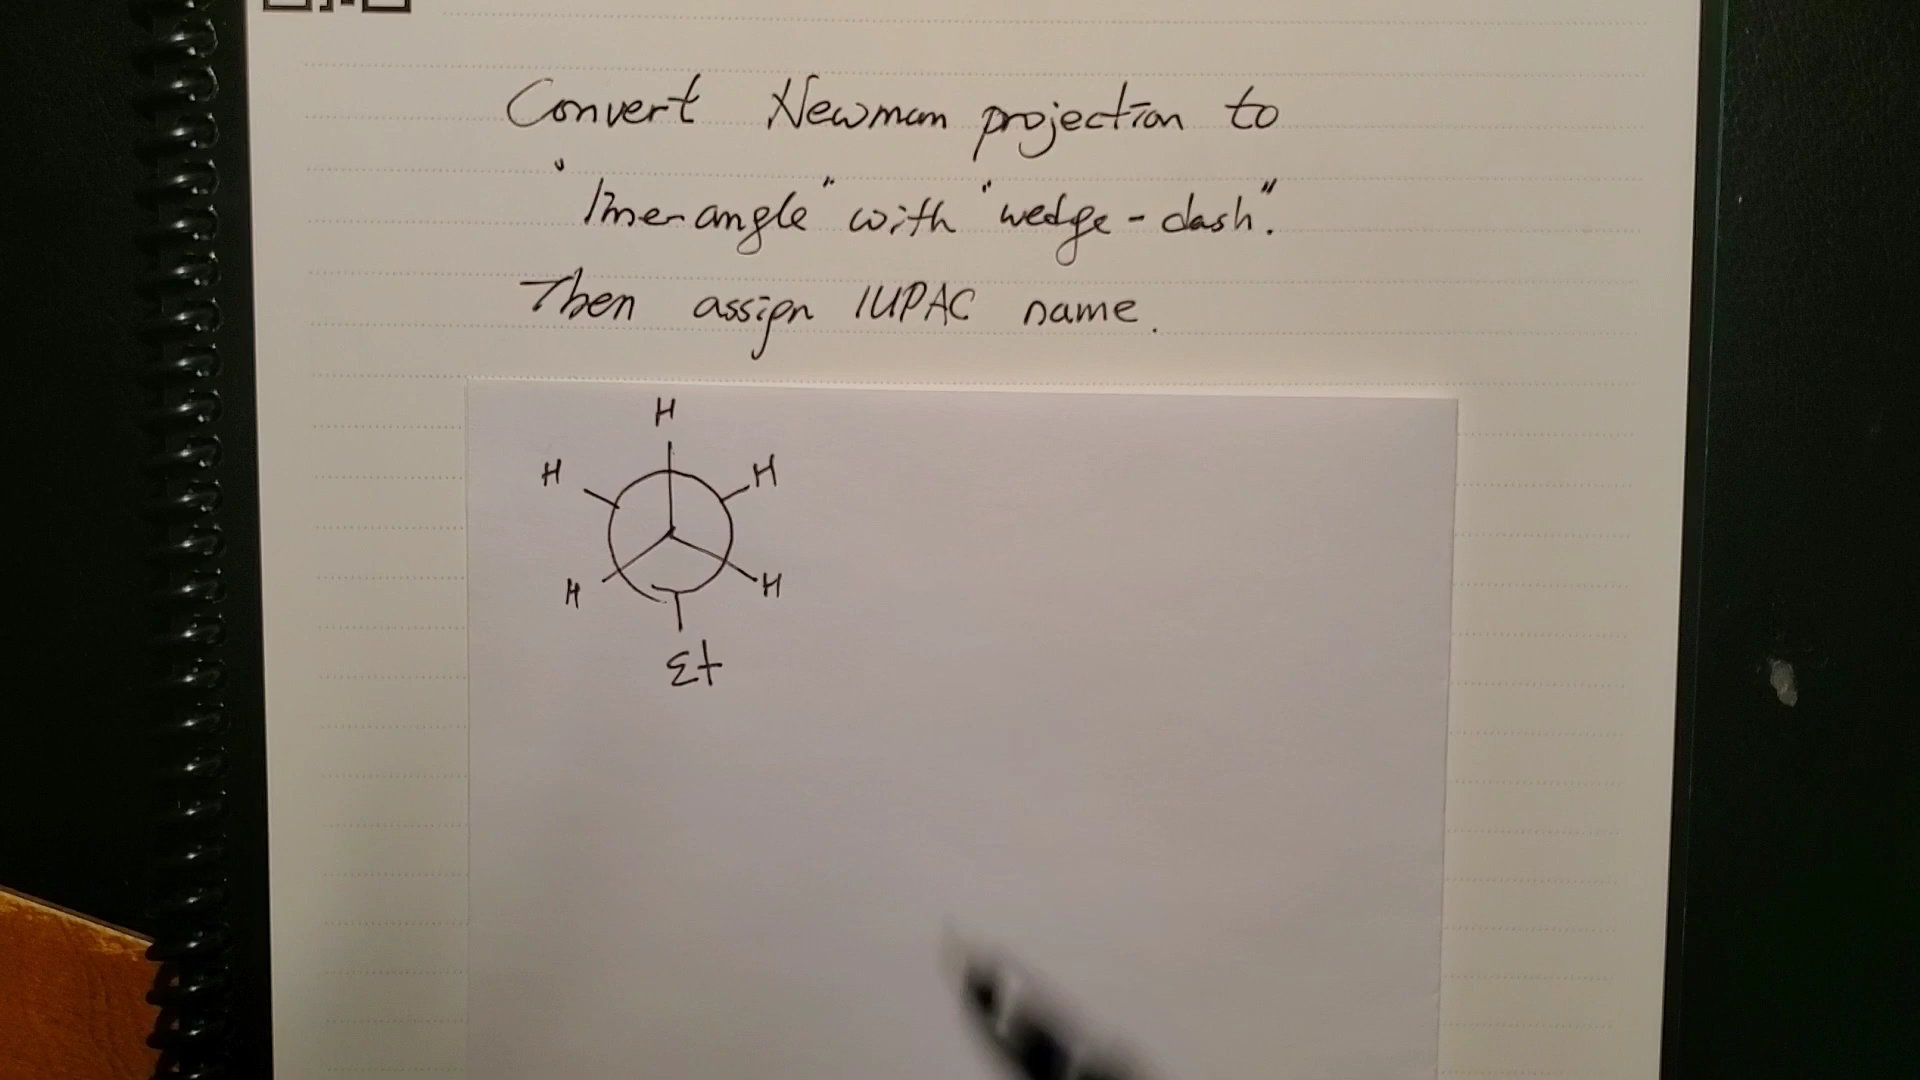 Convert Newman projection to
"line-angle" with "wedge-dash".
Then assign IUPAC name.
H
H H
H H
Et